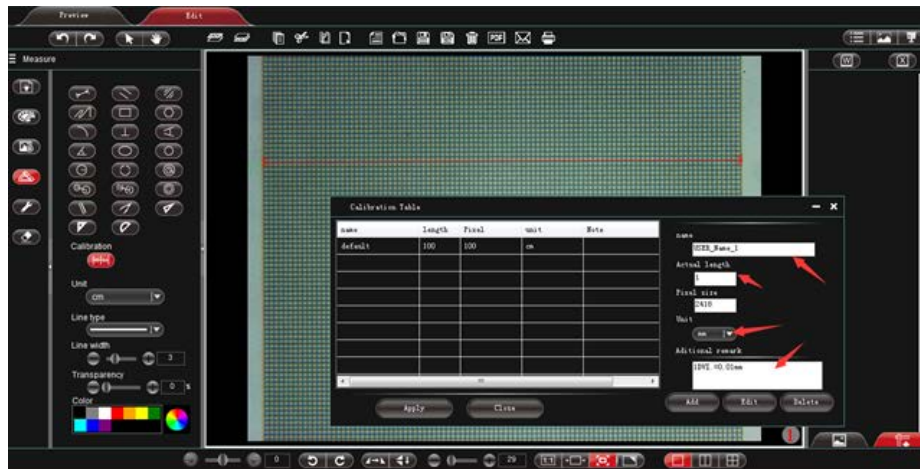 Preview Edit
Measure
Calibration Table
name length Pixel unit Note
default 100 100 cm
name
USER_Name_1
Actual length
1
Pixel size
2418
Unit
mm
Aditional remark
1DVI.=0.01mm
Add Edit Delete
Apply Close
Calibration
Unit
cm
Line type
Line width
3
Transparency
0 %
Color
0 1:1 29